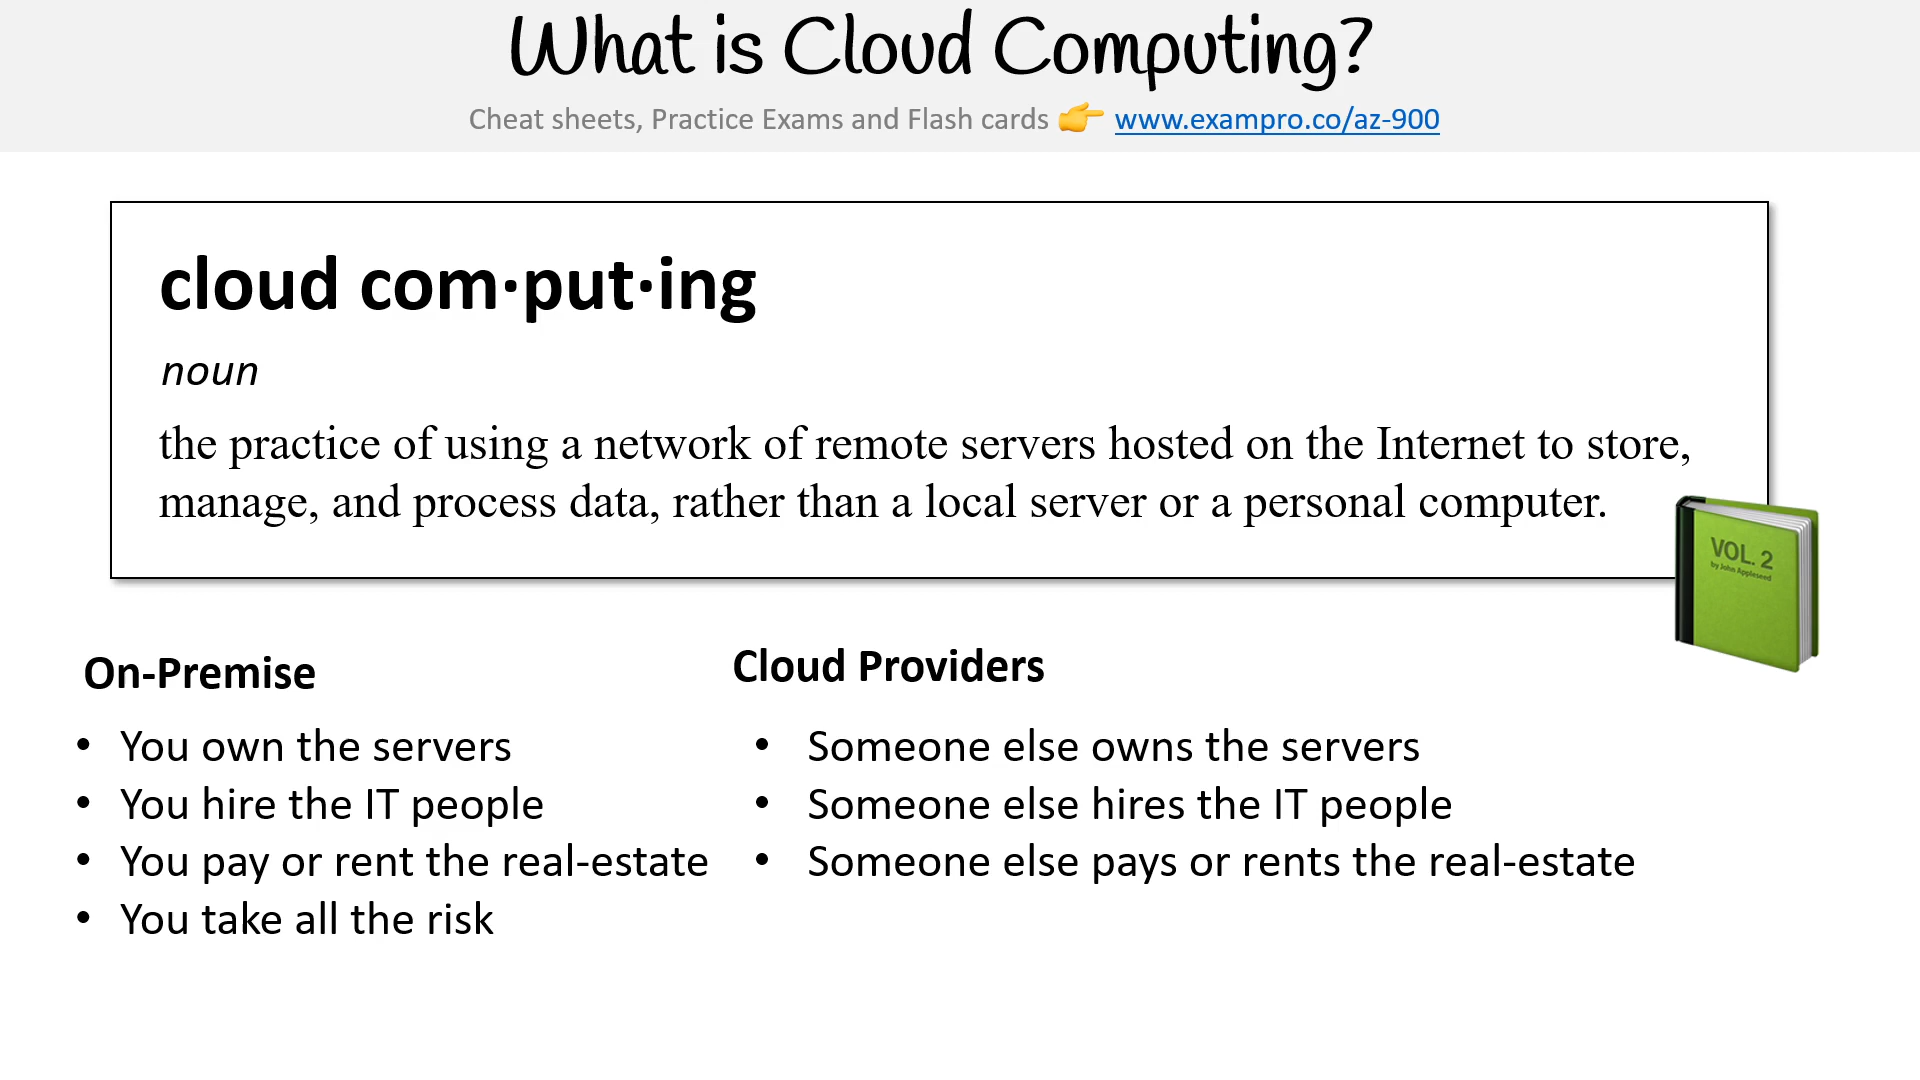 What is Cloud Computing?
Cheat sheets, Practice Exams and Flash cards 👉 www.exampro.co/az-900
cloud com·put·ing
noun
the practice of using a network of remote servers hosted on the Internet to store,
manage, and process data, rather than a local server or a personal computer.
VOL. 2
by John Appleseed
On-Premise
• You own the servers
• You hire the IT people
• You pay or rent the real-estate
• You take all the risk
Cloud Providers
• Someone else owns the servers
• Someone else hires the IT people
• Someone else pays or rents the real-estate